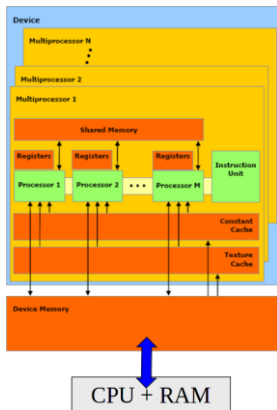 Device
Multiprocessor N
Multiprocessor 2
Multiprocessor 1
Shared Memory
Registers
Registers
Registers
Processor 1
Processor 2
Processor M
Instruction
Unit
Constant
Cache
Texture
Cache
Device Memory
CPU + RAM